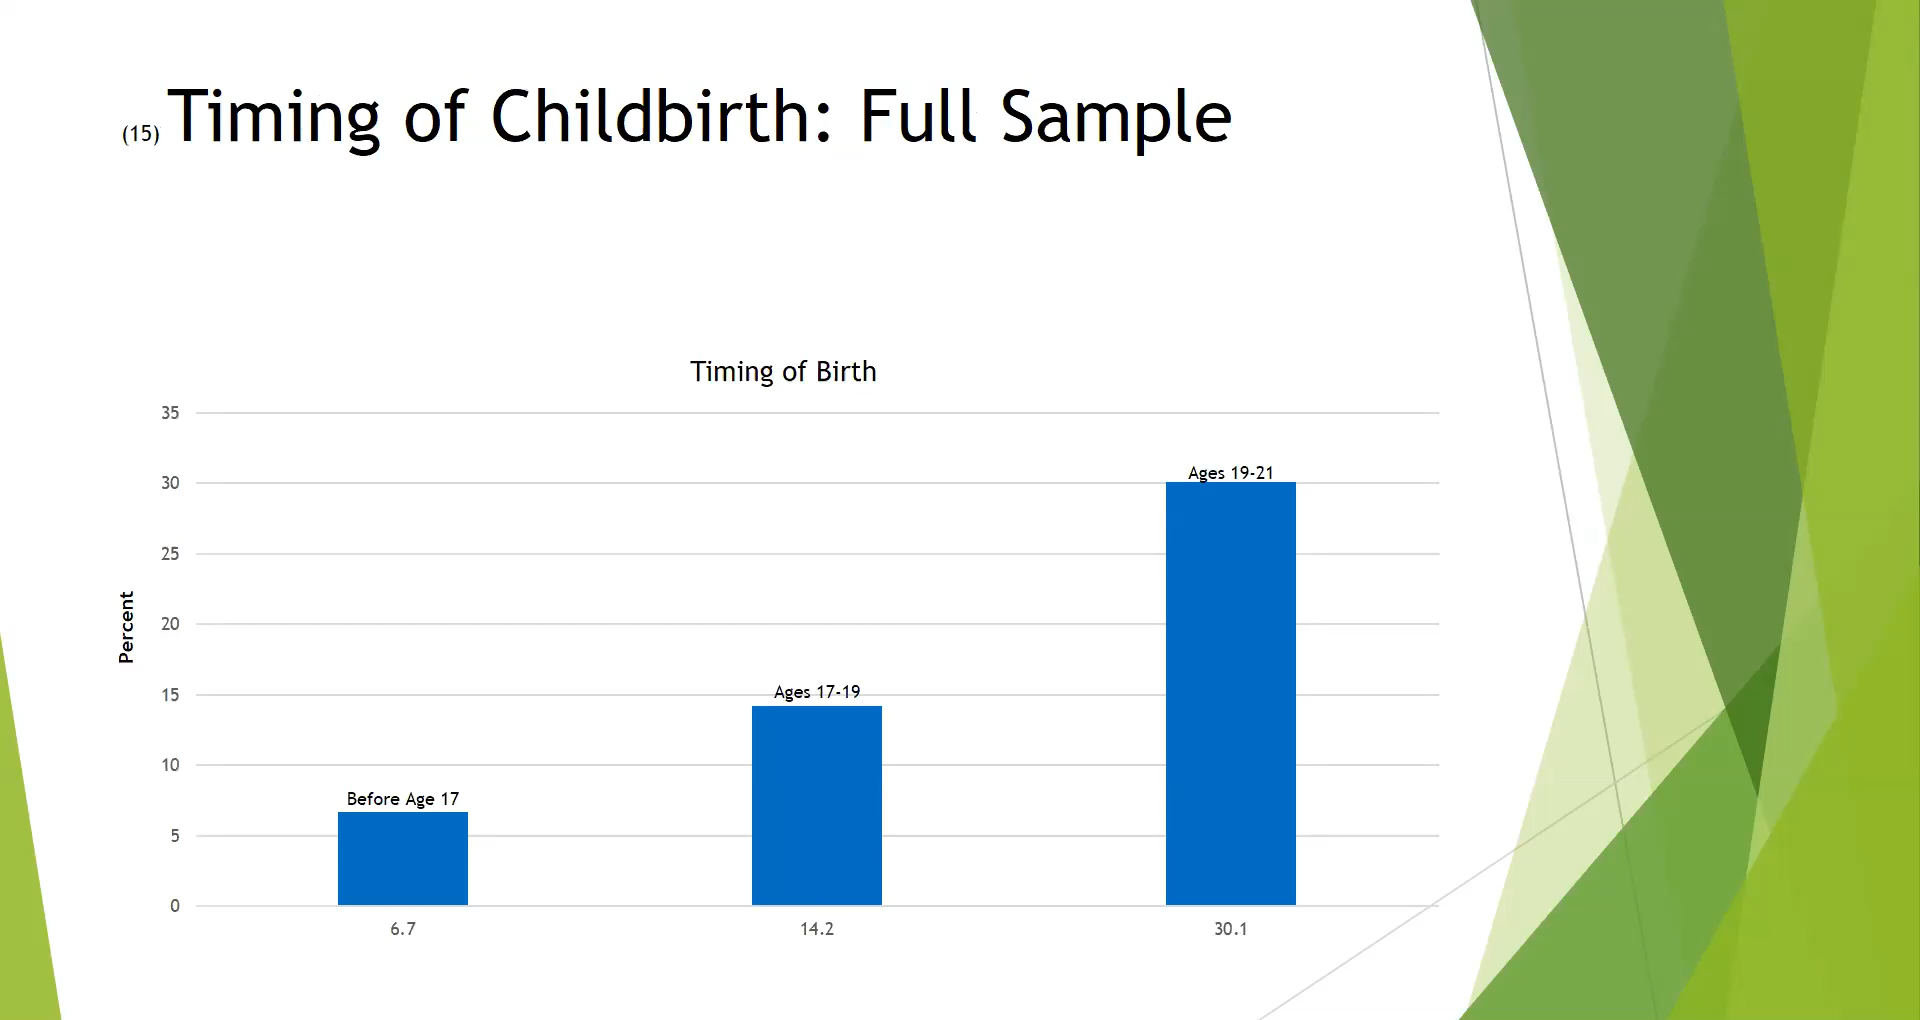 (15) Timing of Childbirth: Full Sample
Timing of Birth
35
30
25
20
15
10
5
0
Percent
Before Age 17
Ages 17-19
Ages 19-21
6.7
14.2
30.1